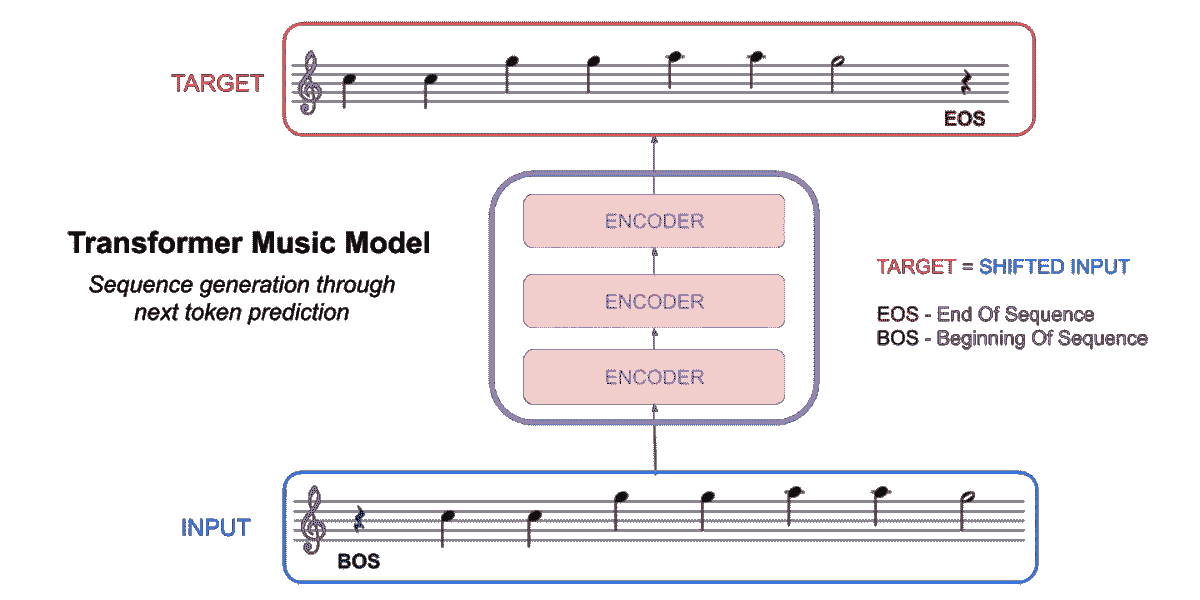 TARGET
EOS
Transformer Music Model
Sequence generation through
next token prediction
ENCODER
ENCODER
ENCODER
TARGET = SHIFTED INPUT
EOS - End Of Sequence
BOS - Beginning Of Sequence
INPUT
BOS